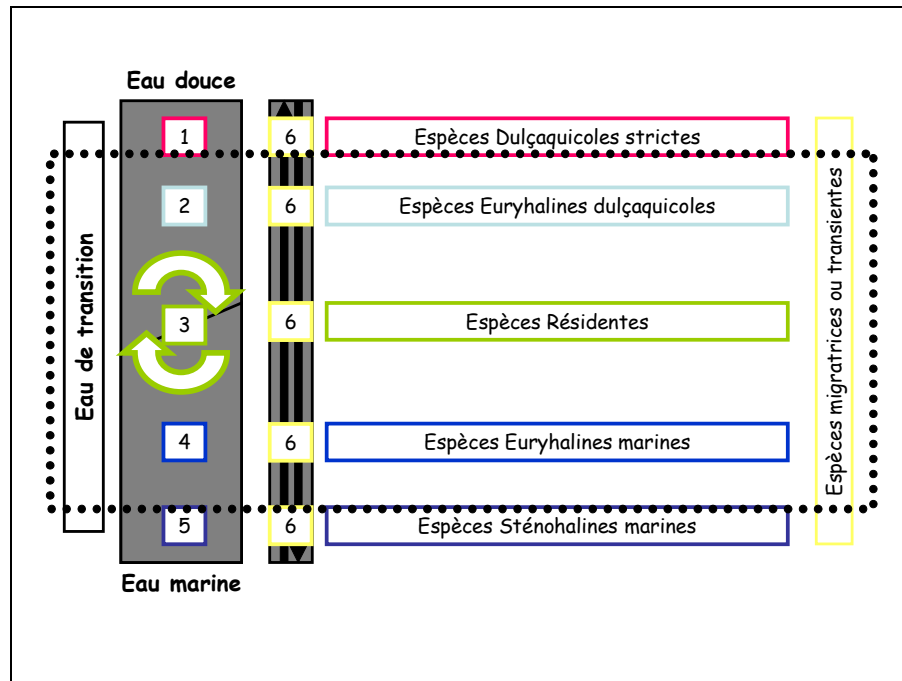 Eau douce
1
6
Espèces Dulçaquicoles strictes
2
6
Espèces Euryhalines dulçaquicoles
3
6
Espèces Résidentes
4
6
Espèces Euryhalines marines
5
6
Espèces Sténohalines marines
Eau marine
Eau de transition
Espèces migratrices ou transientes